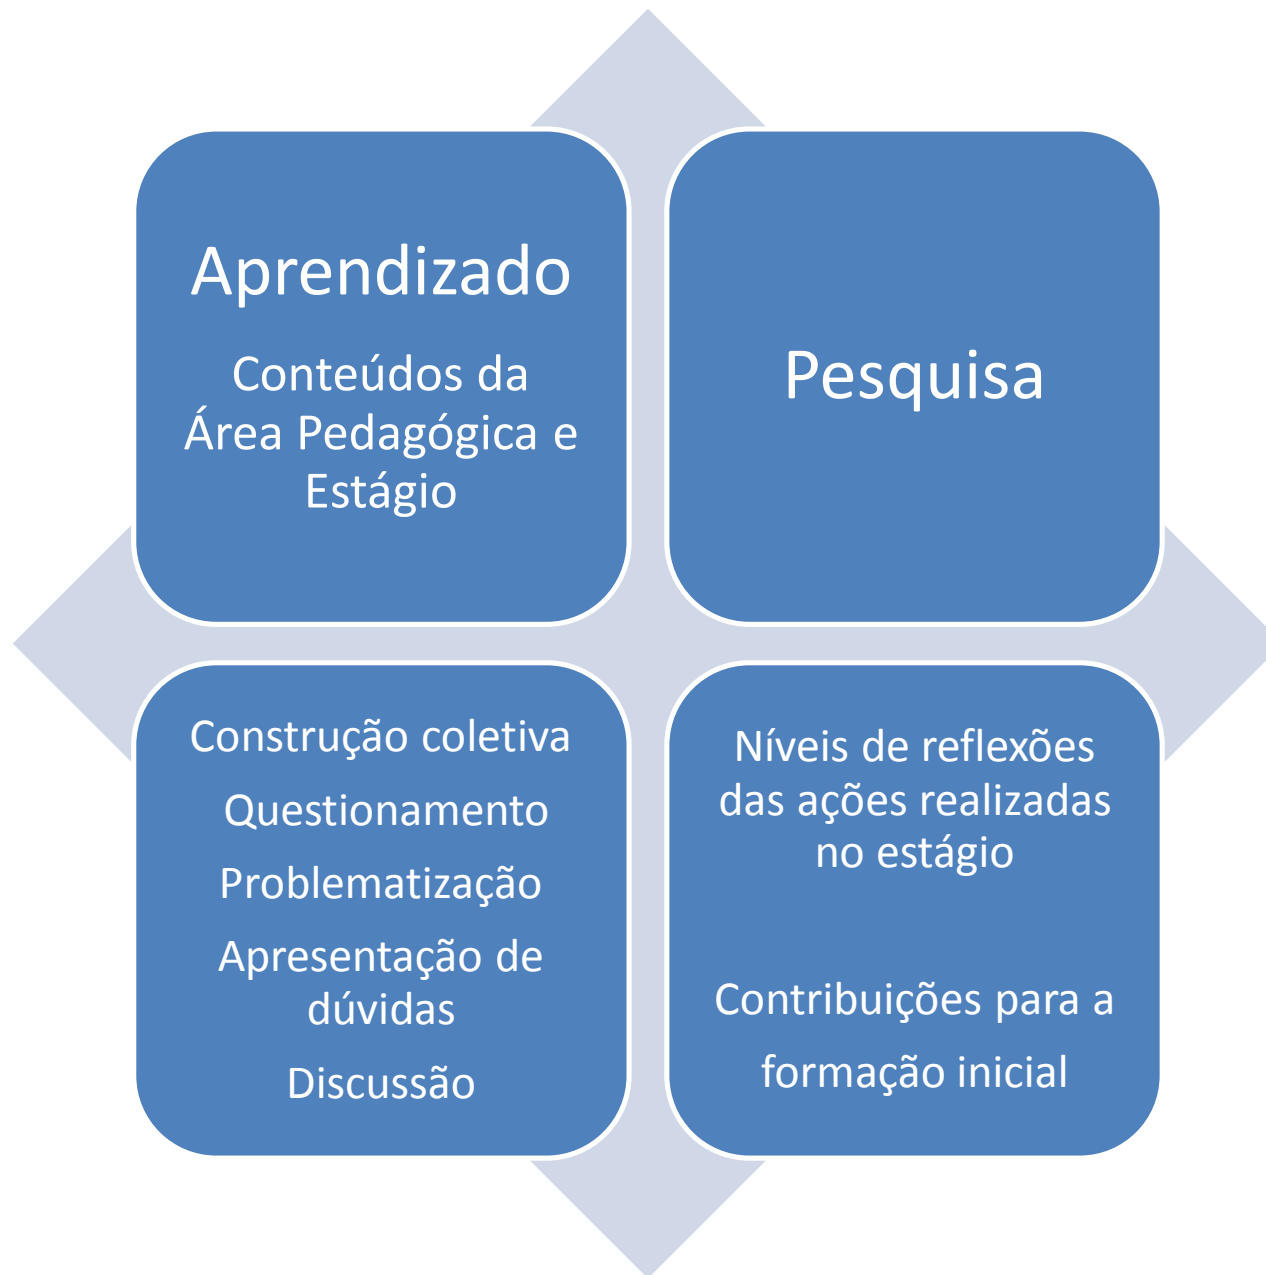 Aprendizado
Conteúdos da
Área Pedagógica e
Estágio
Pesquisa
Construção coletiva
Questionamento
Problematização
Apresentação de
dúvidas
Discussão
Níveis de reflexões
das ações realizadas
no estágio
Contribuições para a
formação inicial